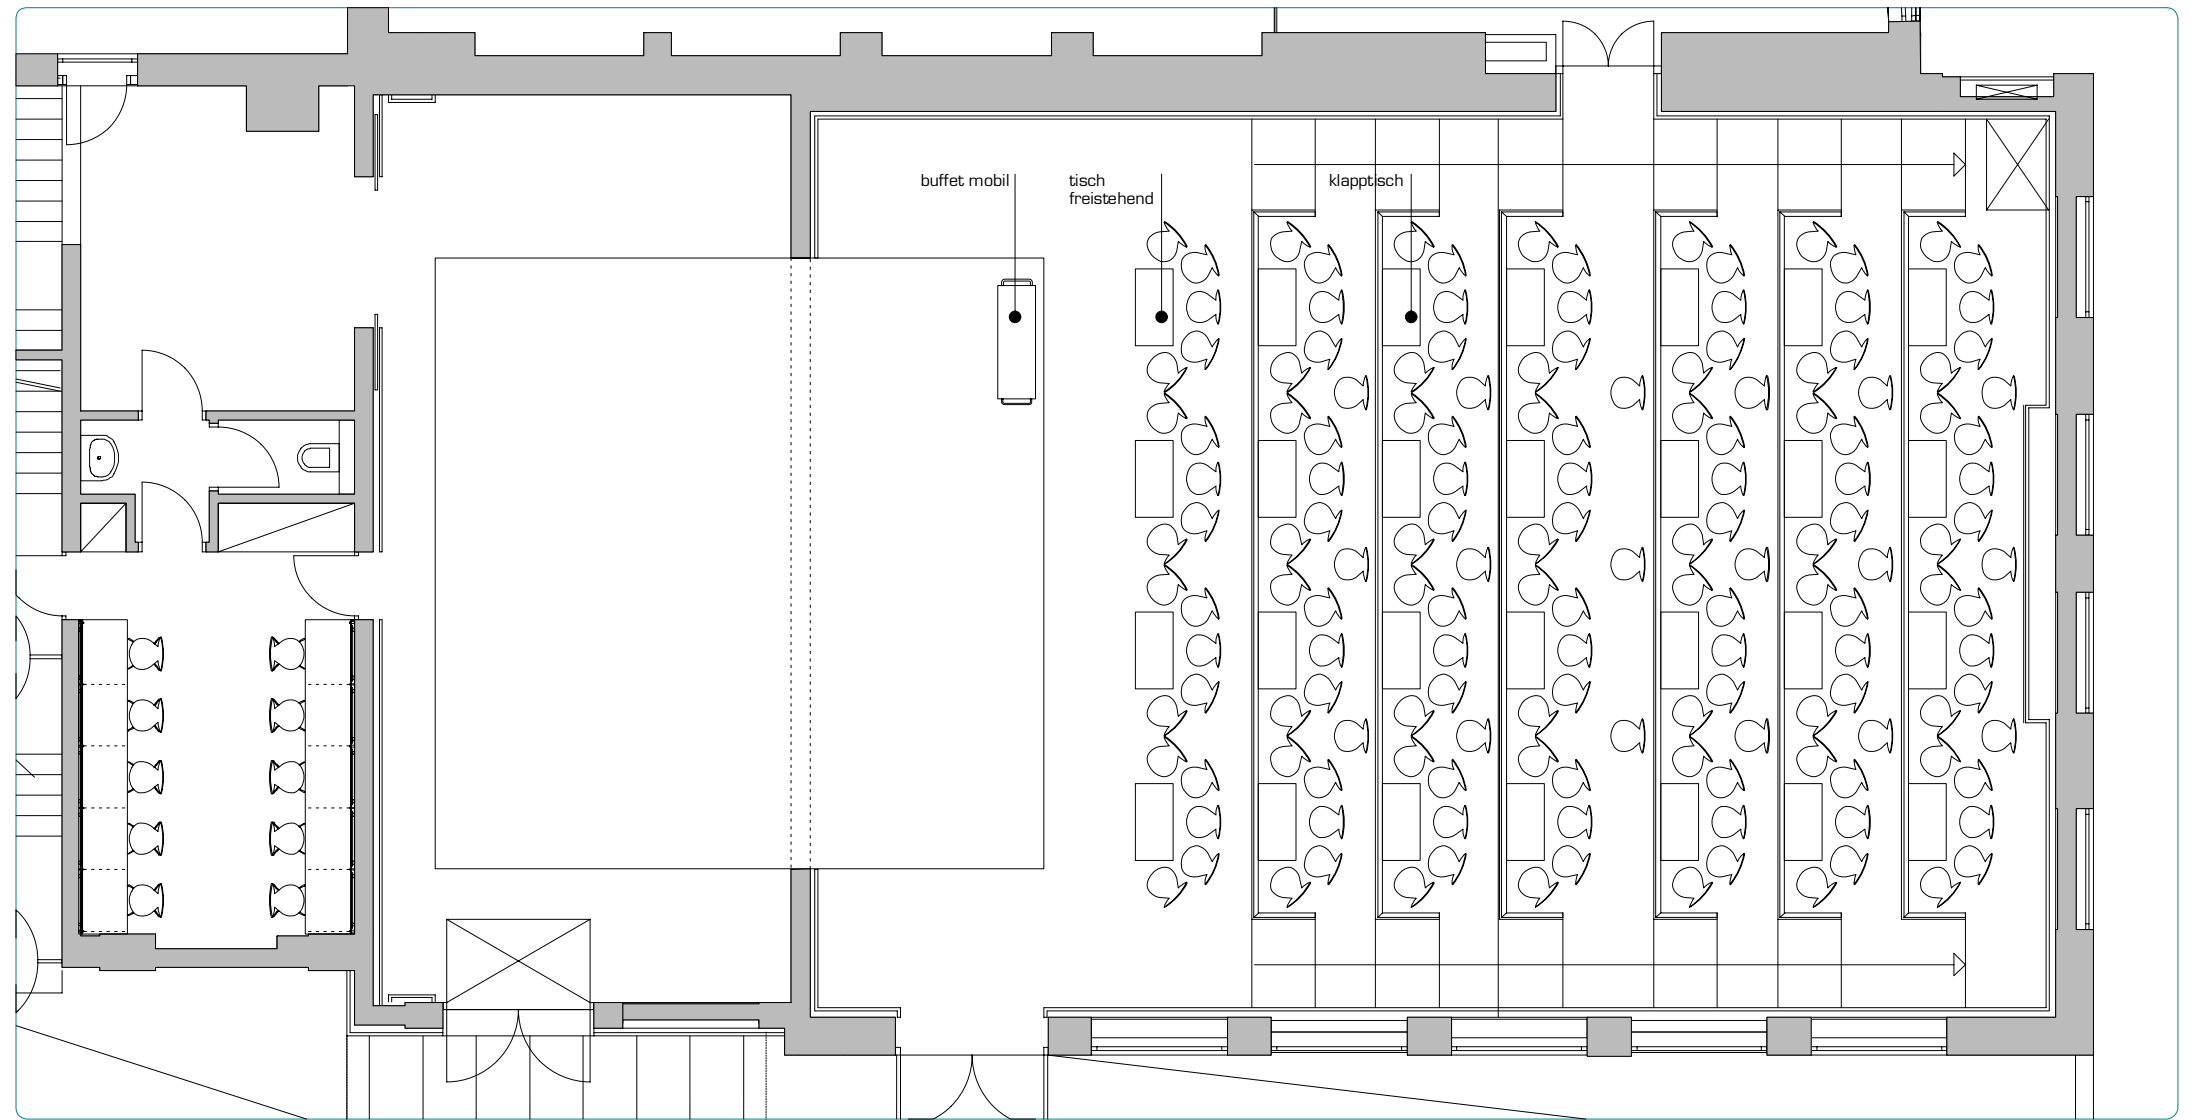 buffet mobil
tisch
freistehend
klapptisch